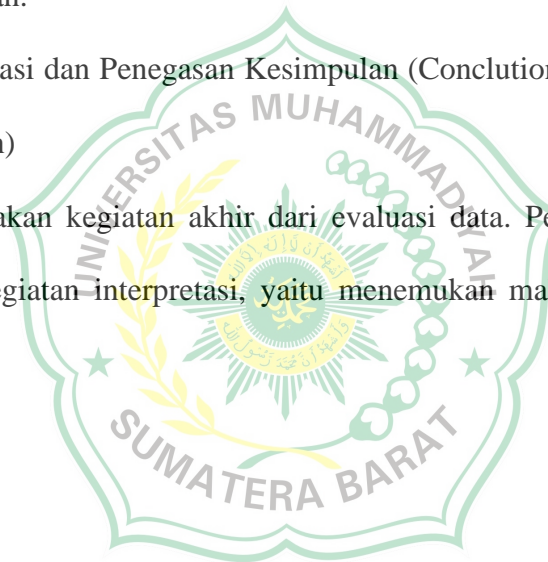 an.
asi dan Penegasan Kesimpulan (Conclution
n)
akan kegiatan akhir dari evaluasi data. Pe
egiatan interpretasi, yaitu menemukan ma
UNIVERSITAS MUHAMMADIYAH
SUMATERA BARAT